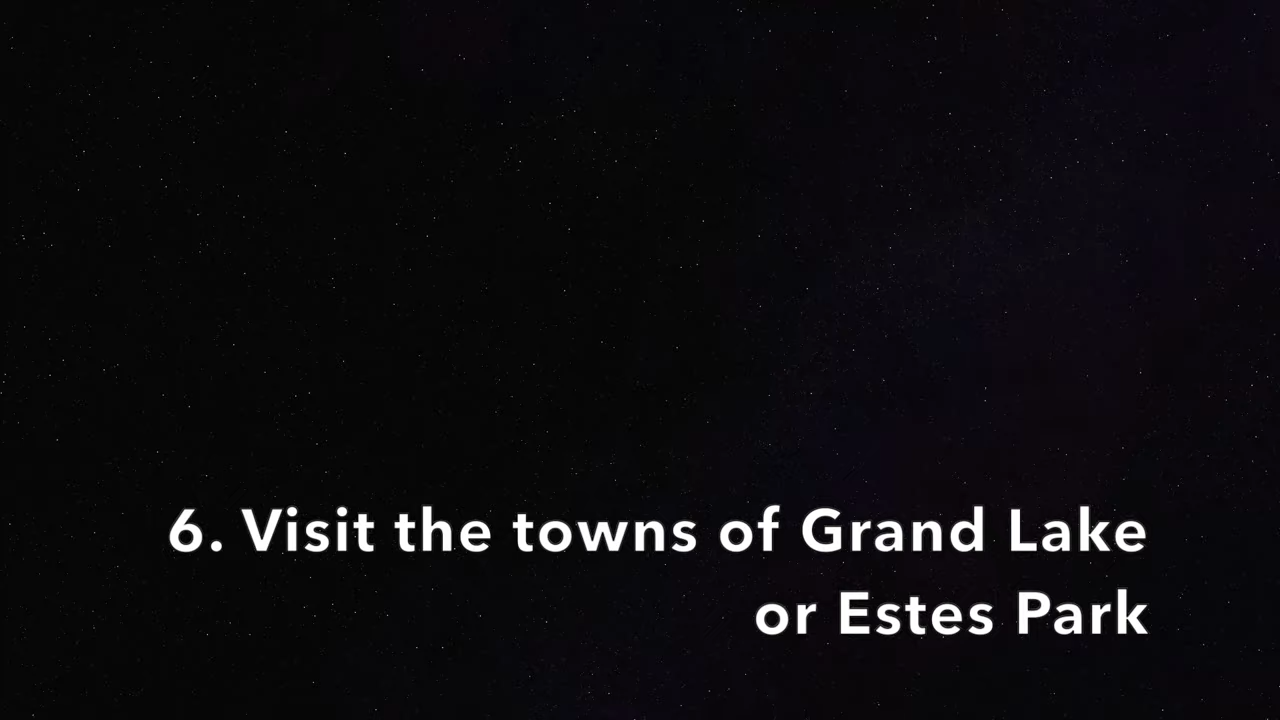 6. Visit the towns of Grand Lake
or Estes Park